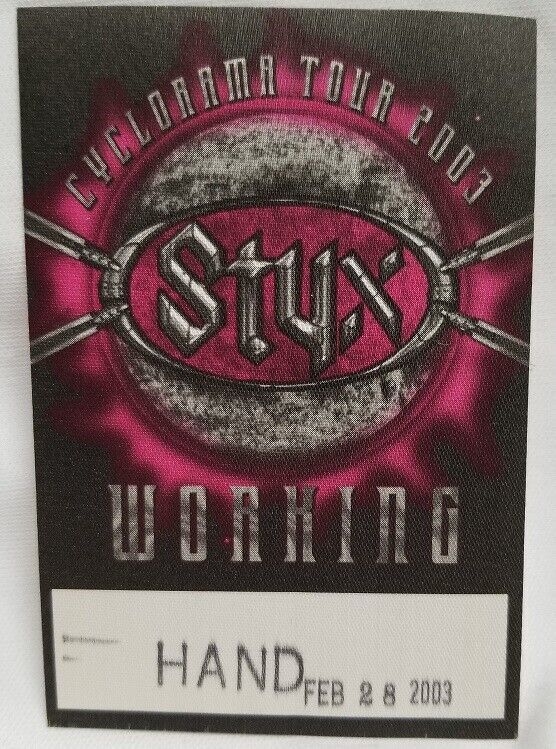 CYCLORAMA TOUR 2003
Styx
WORKING
HAND FEB 28 2003